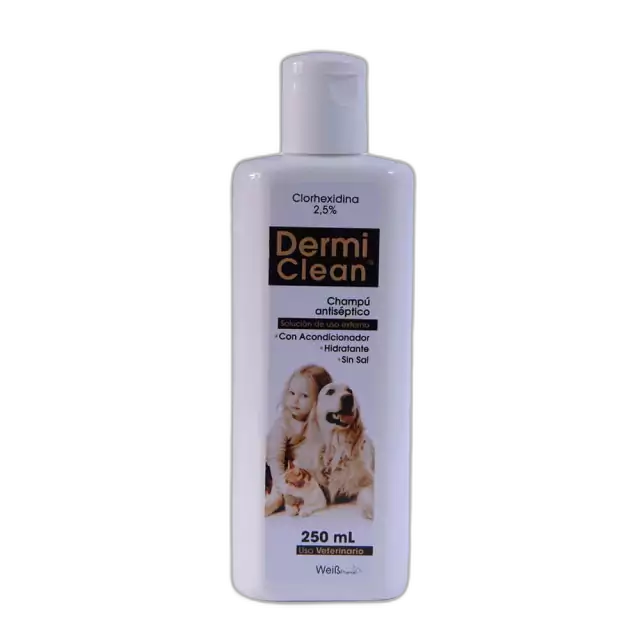 Clorhexidina
2,5%
Dermi
Clean
Champú
antiséptico
Solución de uso externo
Con Acondicionador
Hidratante
Sin Sal
250 mL
Uso Veterinario
Weiß